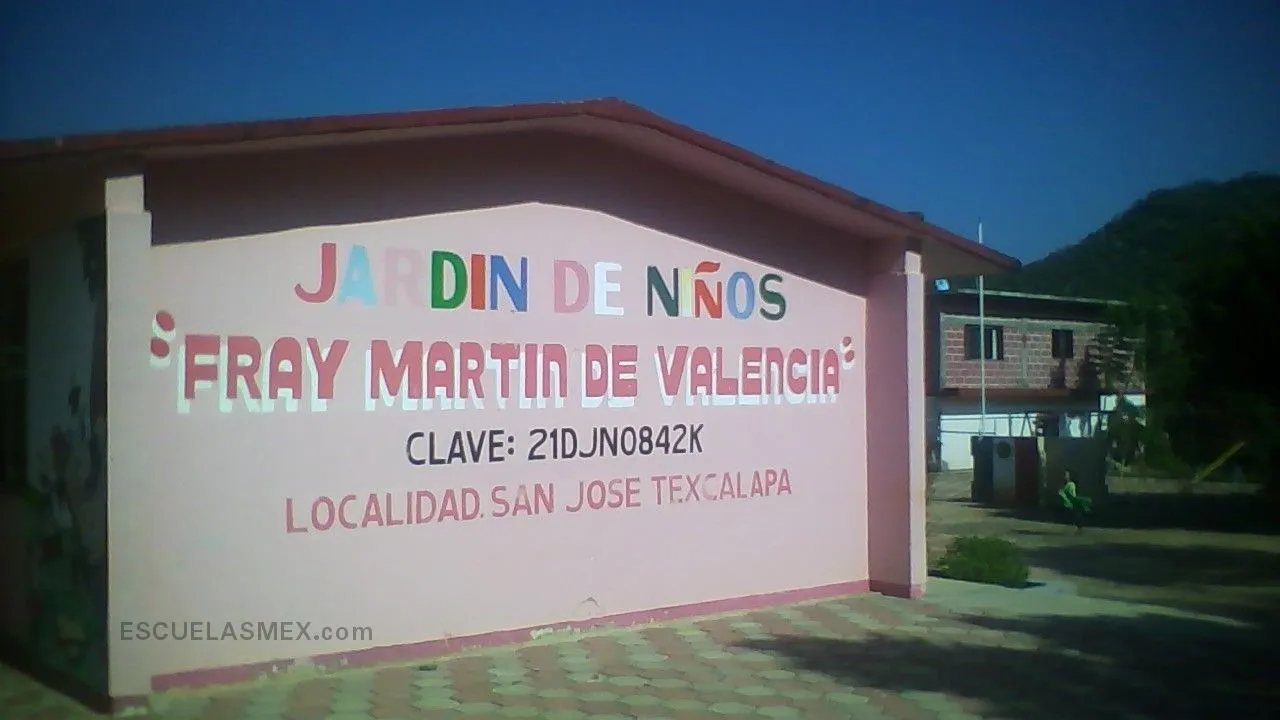 JARDIN DE NIÑOS
"FRAY MARTIN DE VALENCIA"
CLAVE: 21DJN0842K
LOCALIDAD. SAN JOSE TEXCALAPA
ESCUELASMEX.com